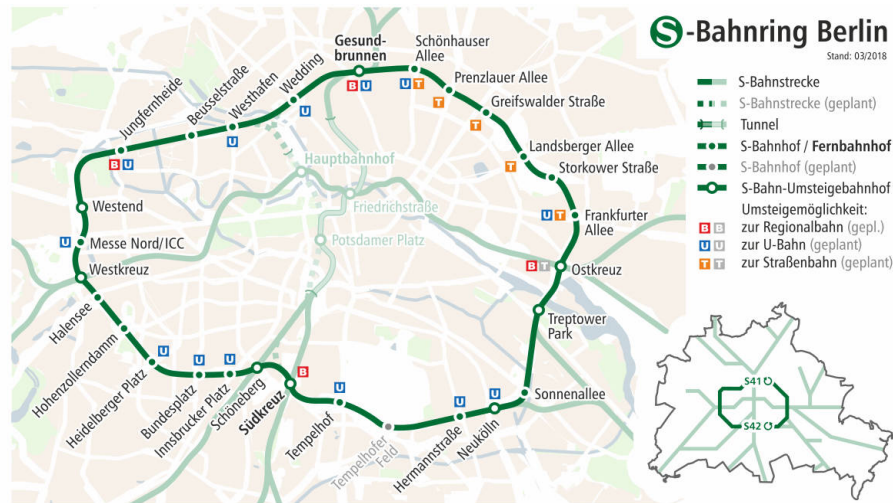 S-Bahnring Berlin
Stand: 03/2018
S-Bahnstrecke
S-Bahnstrecke (geplant)
Tunnel
S-Bahnhof / Fernbahnhof
S-Bahnhof (geplant)
S-Bahn-Umsteigebahnhof
Umsteigemöglichkeit:
B B zur Regionalbahn (gepl.)
U U zur U-Bahn (geplant)
T T zur Straßenbahn (geplant)
Gesund-
brunnen
B U
Schönhauser
Allee
U T
Prenzlauer Allee
T
Greifswalder Straße
T
Landsberger Allee
T
Storkower Straße
Frankfurter
Allee
U T
Ostkreuz
B T
Treptower
Park
Sonnenallee
Neukölln
U
Hermannstraße
U
Tempelhofer
Feld
Tempelhof
U
Südkreuz
B
Schöneberg
Innsbrucker Platz
U
Bundesplatz
U
Heidelberger Platz
U
Hohenzollerndamm
Halensee
Westkreuz
Messe Nord/ICC
U
Westend
Jungfernheide
B U
Beusselstraße
Westhafen
U
Wedding
U
Hauptbahnhof
Friedrichstraße
Potsdamer Platz
S41
S42